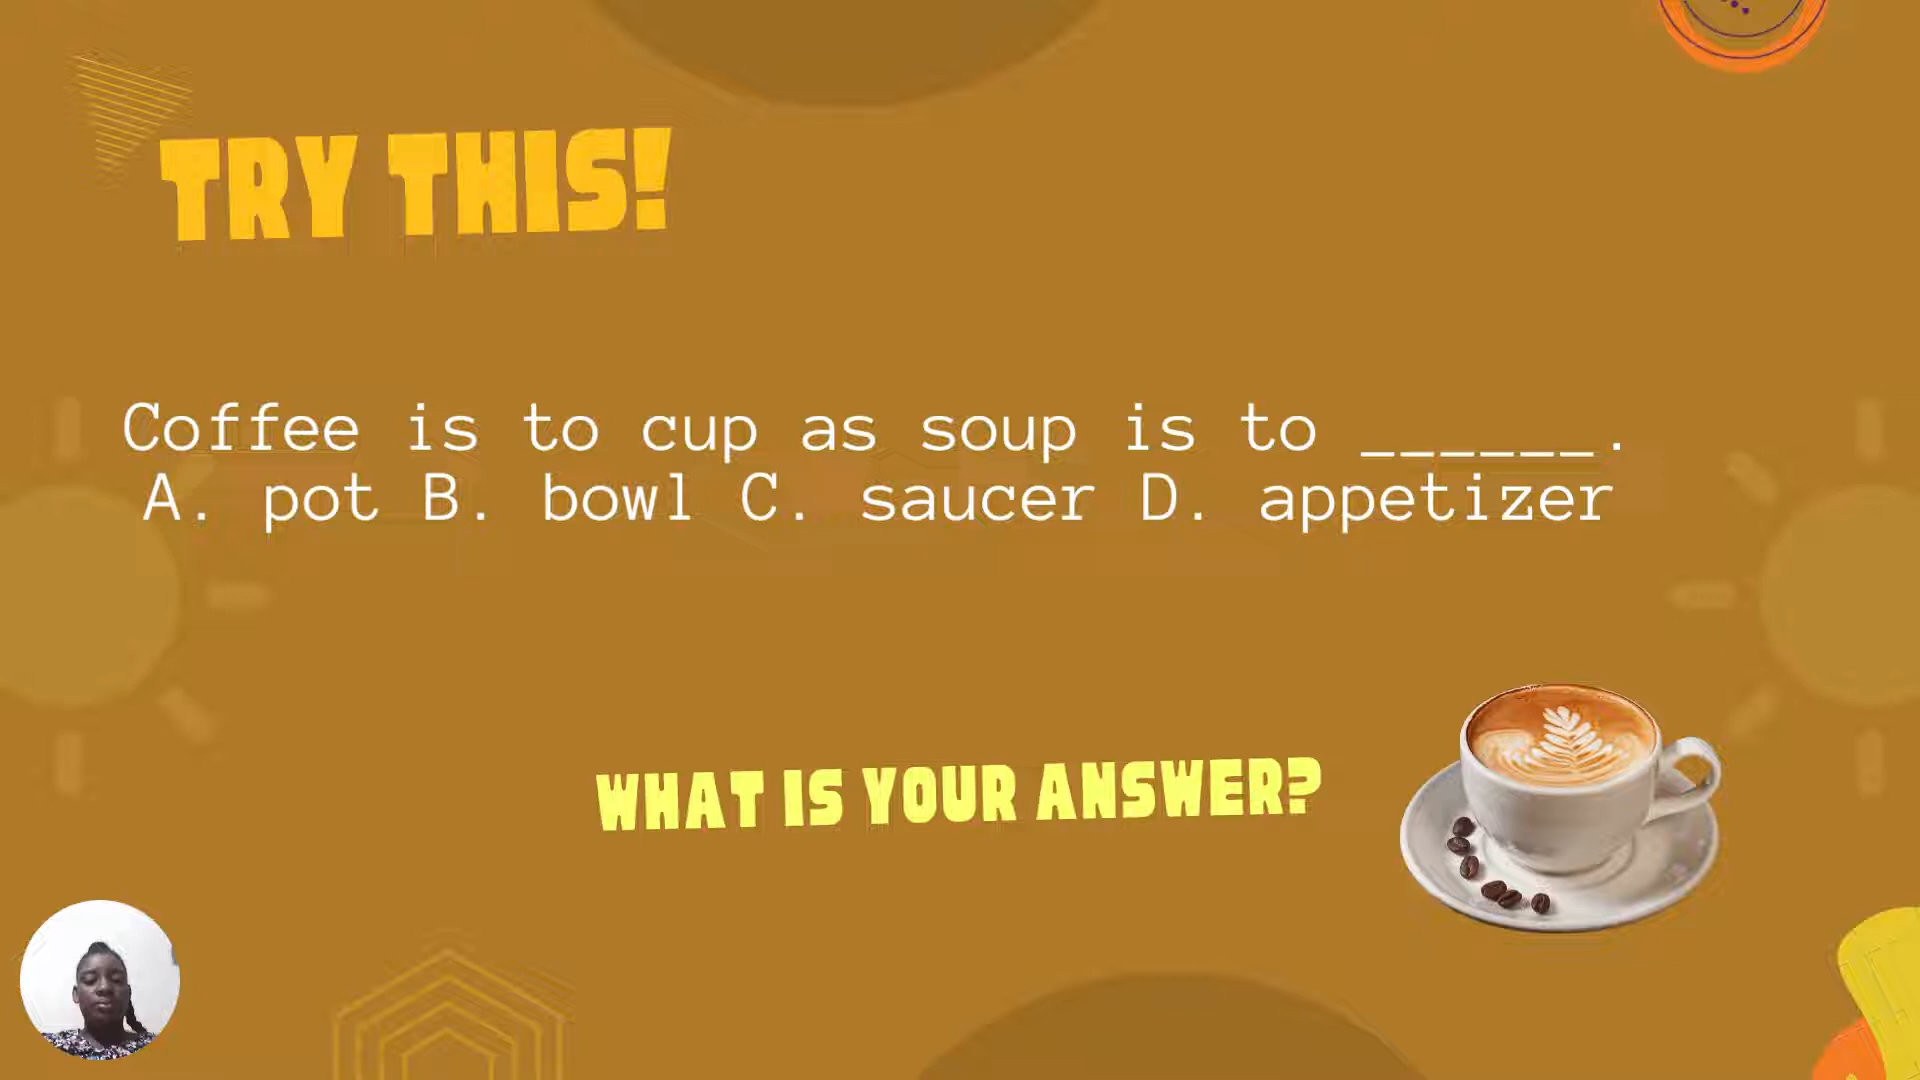 TRY THIS!
Coffee is to cup as soup is to ______.
A. pot B. bowl C. saucer D. appetizer
WHAT IS YOUR ANSWER?